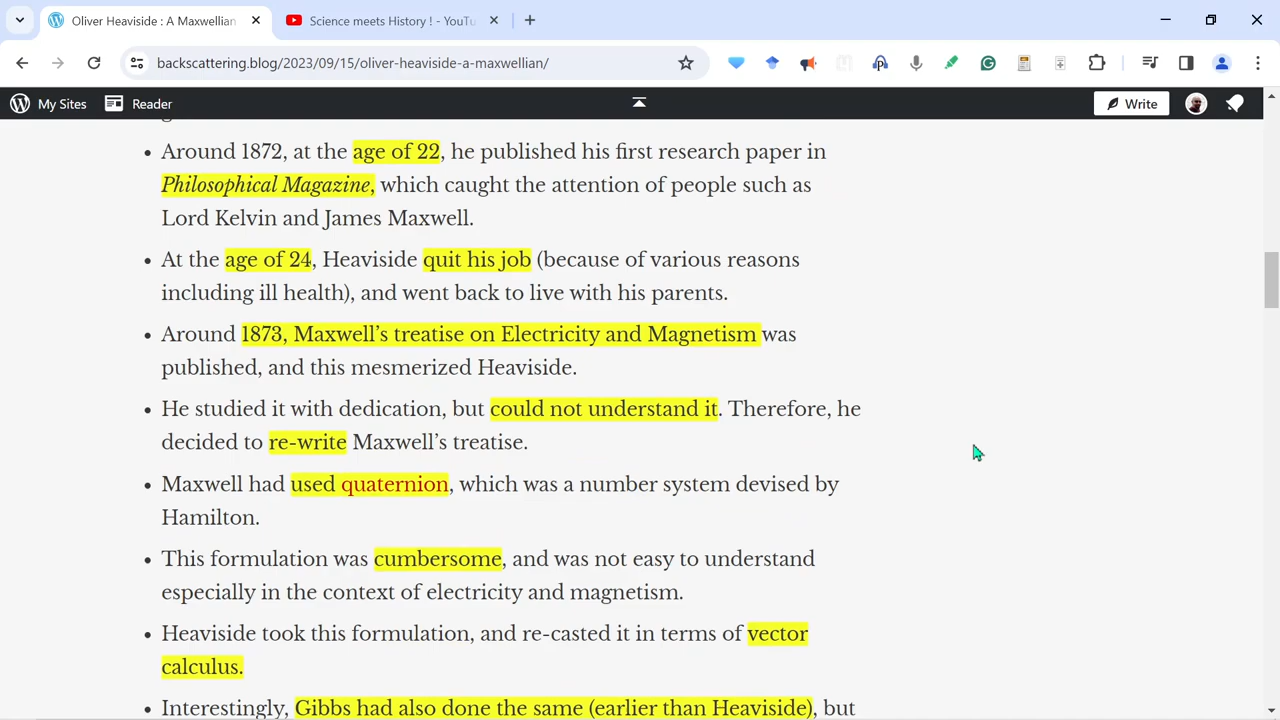 Oliver Heaviside : A Maxwellian
Science meets History ! - YouTu
backscattering.blog/2023/09/15/oliver-heaviside-a-maxwellian/
My Sites
Reader
Write
• Around 1872, at the age of 22, he published his first research paper in
Philosophical Magazine, which caught the attention of people such as
Lord Kelvin and James Maxwell.
• At the age of 24, Heaviside quit his job (because of various reasons
including ill health), and went back to live with his parents.
• Around 1873, Maxwell’s treatise on Electricity and Magnetism was
published, and this mesmerized Heaviside.
• He studied it with dedication, but could not understand it. Therefore, he
decided to re-write Maxwell’s treatise.
• Maxwell had used quaternion, which was a number system devised by
Hamilton.
• This formulation was cumbersome, and was not easy to understand
especially in the context of electricity and magnetism.
• Heaviside took this formulation, and re-casted it in terms of vector
calculus.
• Interestingly, Gibbs had also done the same (earlier than Heaviside), but